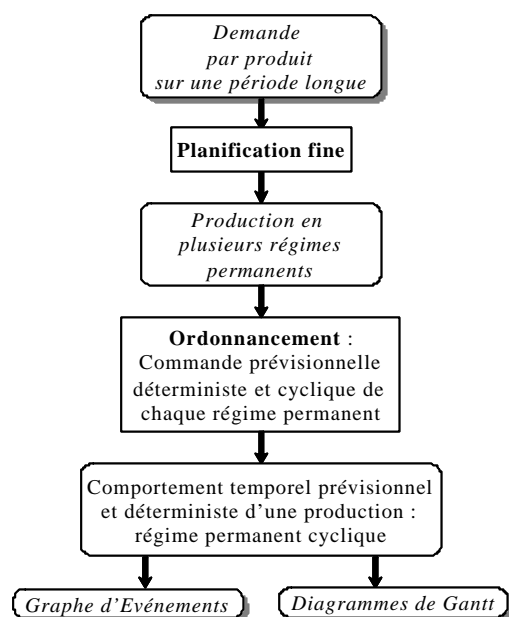 Demande
par produit
sur une période longue
Planification fine
Production en
plusieurs régimes
permanents
Ordonnancement :
Commande prévisionnelle
déterministe et cyclique de
chaque régime permanent
Comportement temporel prévisionnel
et déterministe d'une production :
régime permanent cyclique
Graphe d'Evénements
Diagrammes de Gantt